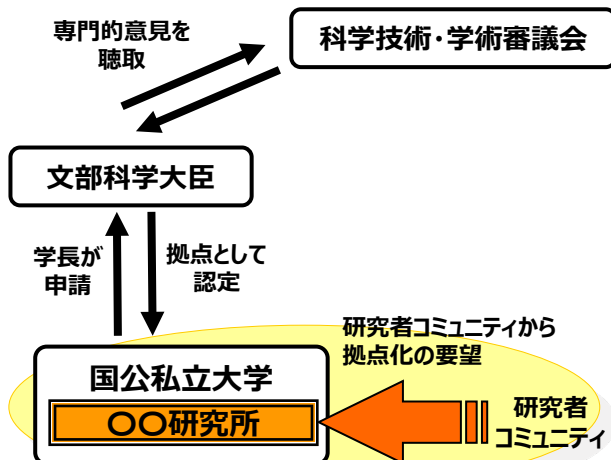 専門的意見を
聴取
科学技術・学術審議会
文部科学大臣
学長が
申請
拠点として
認定
研究者コミュニティから
拠点化の要望
国公私立大学
〇〇研究所
研究者
コミュニティ